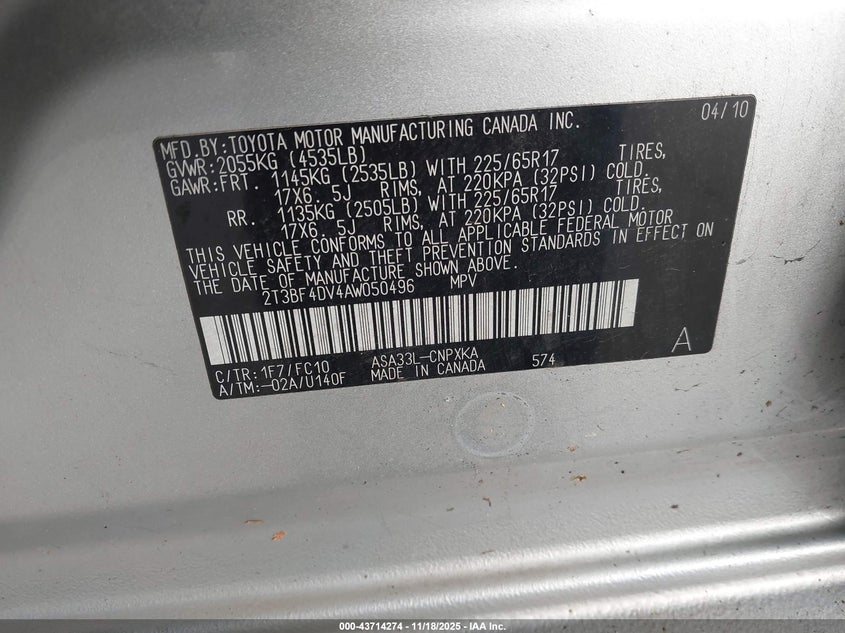 04/10
MFD.BY:TOYOTA MOTOR MANUFACTURING CANADA INC.
GVWR:2055KG (4535LB)
GAWR:FRT. 1145KG (2535LB) WITH 225/65R17 TIRES,
17X6. 5J RIMS, AT 220KPA (32PSI) COLD.
RR. 1135KG (2505LB) WITH 225/65R17 TIRES,
17X6. 5J RIMS, AT 220KPA (32PSI) COLD.
THIS VEHICLE CONFORMS TO ALL APPLICABLE FEDERAL MOTOR
VEHICLE SAFETY AND THEFT PREVENTION STANDARDS IN EFFECT ON
THE DATE OF MANUFACTURE SHOWN ABOVE.
2T3BF4DV4AW050496 MPV
C/TR:1F7/FC10 ASA33L-CNPXKA 574 A
A/TM:-02A/U140F MADE IN CANADA
000-43714274 - 11/18/2025 - IAA Inc.